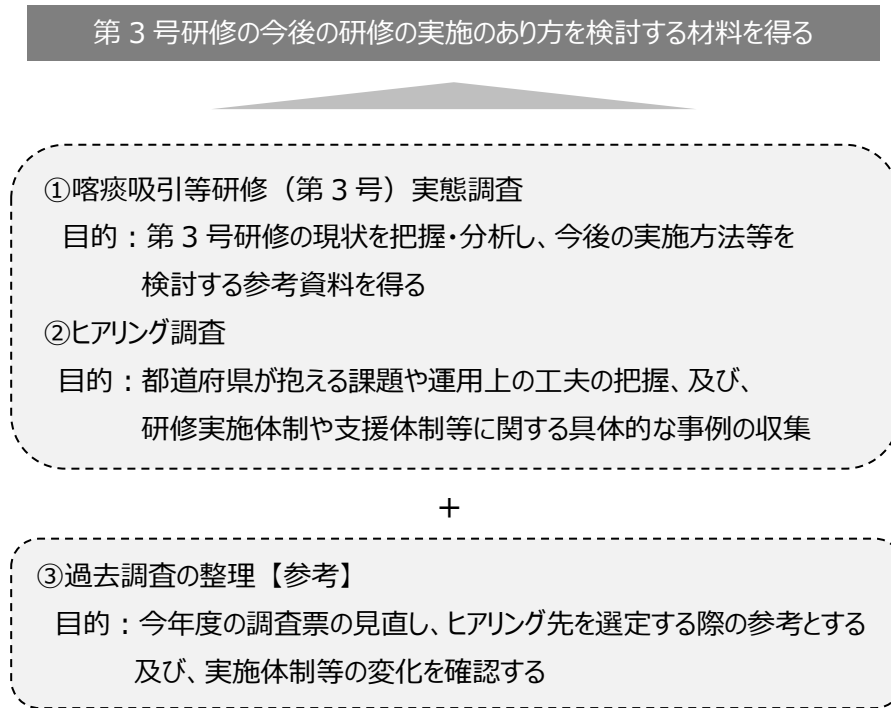 第 3 号研修の今後の研修の実施のあり方を検討する材料を得る
①喀痰吸引等研修（第 3 号）実態調査
目的：第 3 号研修の現状を把握・分析し、今後の実施方法等を
検討する参考資料を得る
②ヒアリング調査
目的：都道府県が抱える課題や運用上の工夫の把握、及び、
研修実施体制や支援体制等に関する具体的な事例の収集
＋
③過去調査の整理【参考】
目的：今年度の調査票の見直し、ヒアリング先を選定する際の参考とする
及び、実施体制等の変化を確認する